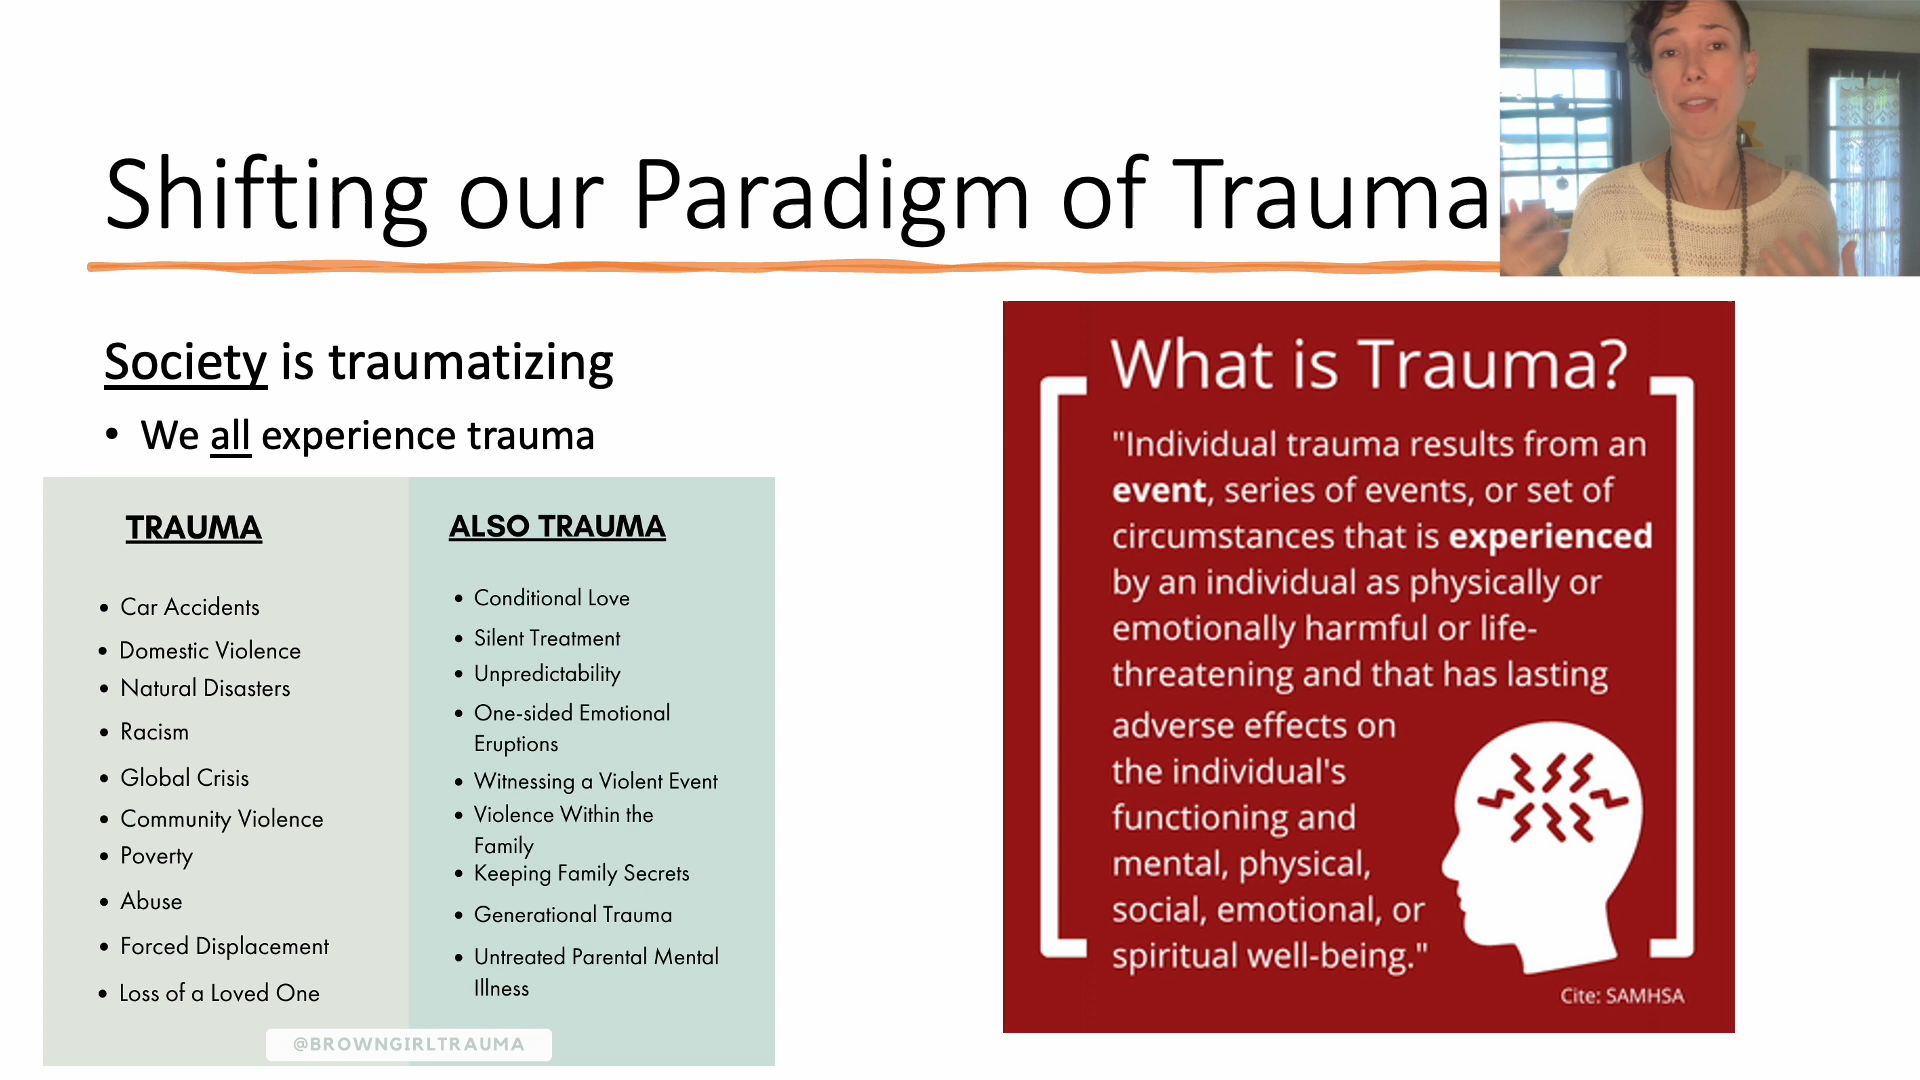 Shifting our Paradigm of Trauma
Society is traumatizing
• We all experience trauma
TRAUMA
• Car Accidents
• Domestic Violence
• Natural Disasters
• Racism
• Global Crisis
• Community Violence
• Poverty
• Abuse
• Forced Displacement
• Loss of a Loved One
ALSO TRAUMA
• Conditional Love
• Silent Treatment
• Unpredictability
• One-sided Emotional
Eruptions
• Witnessing a Violent Event
• Violence Within the
Family
• Keeping Family Secrets
• Generational Trauma
• Untreated Parental Mental
Illness
@BROWNGIRLTRAUMA
What is Trauma?
"Individual trauma results from an
event, series of events, or set of
circumstances that is experienced
by an individual as physically or
emotionally harmful or life-
threatening and that has lasting
adverse effects on
the individual's
functioning and
mental, physical,
social, emotional, or
spiritual well-being."
Cite: SAMHSA